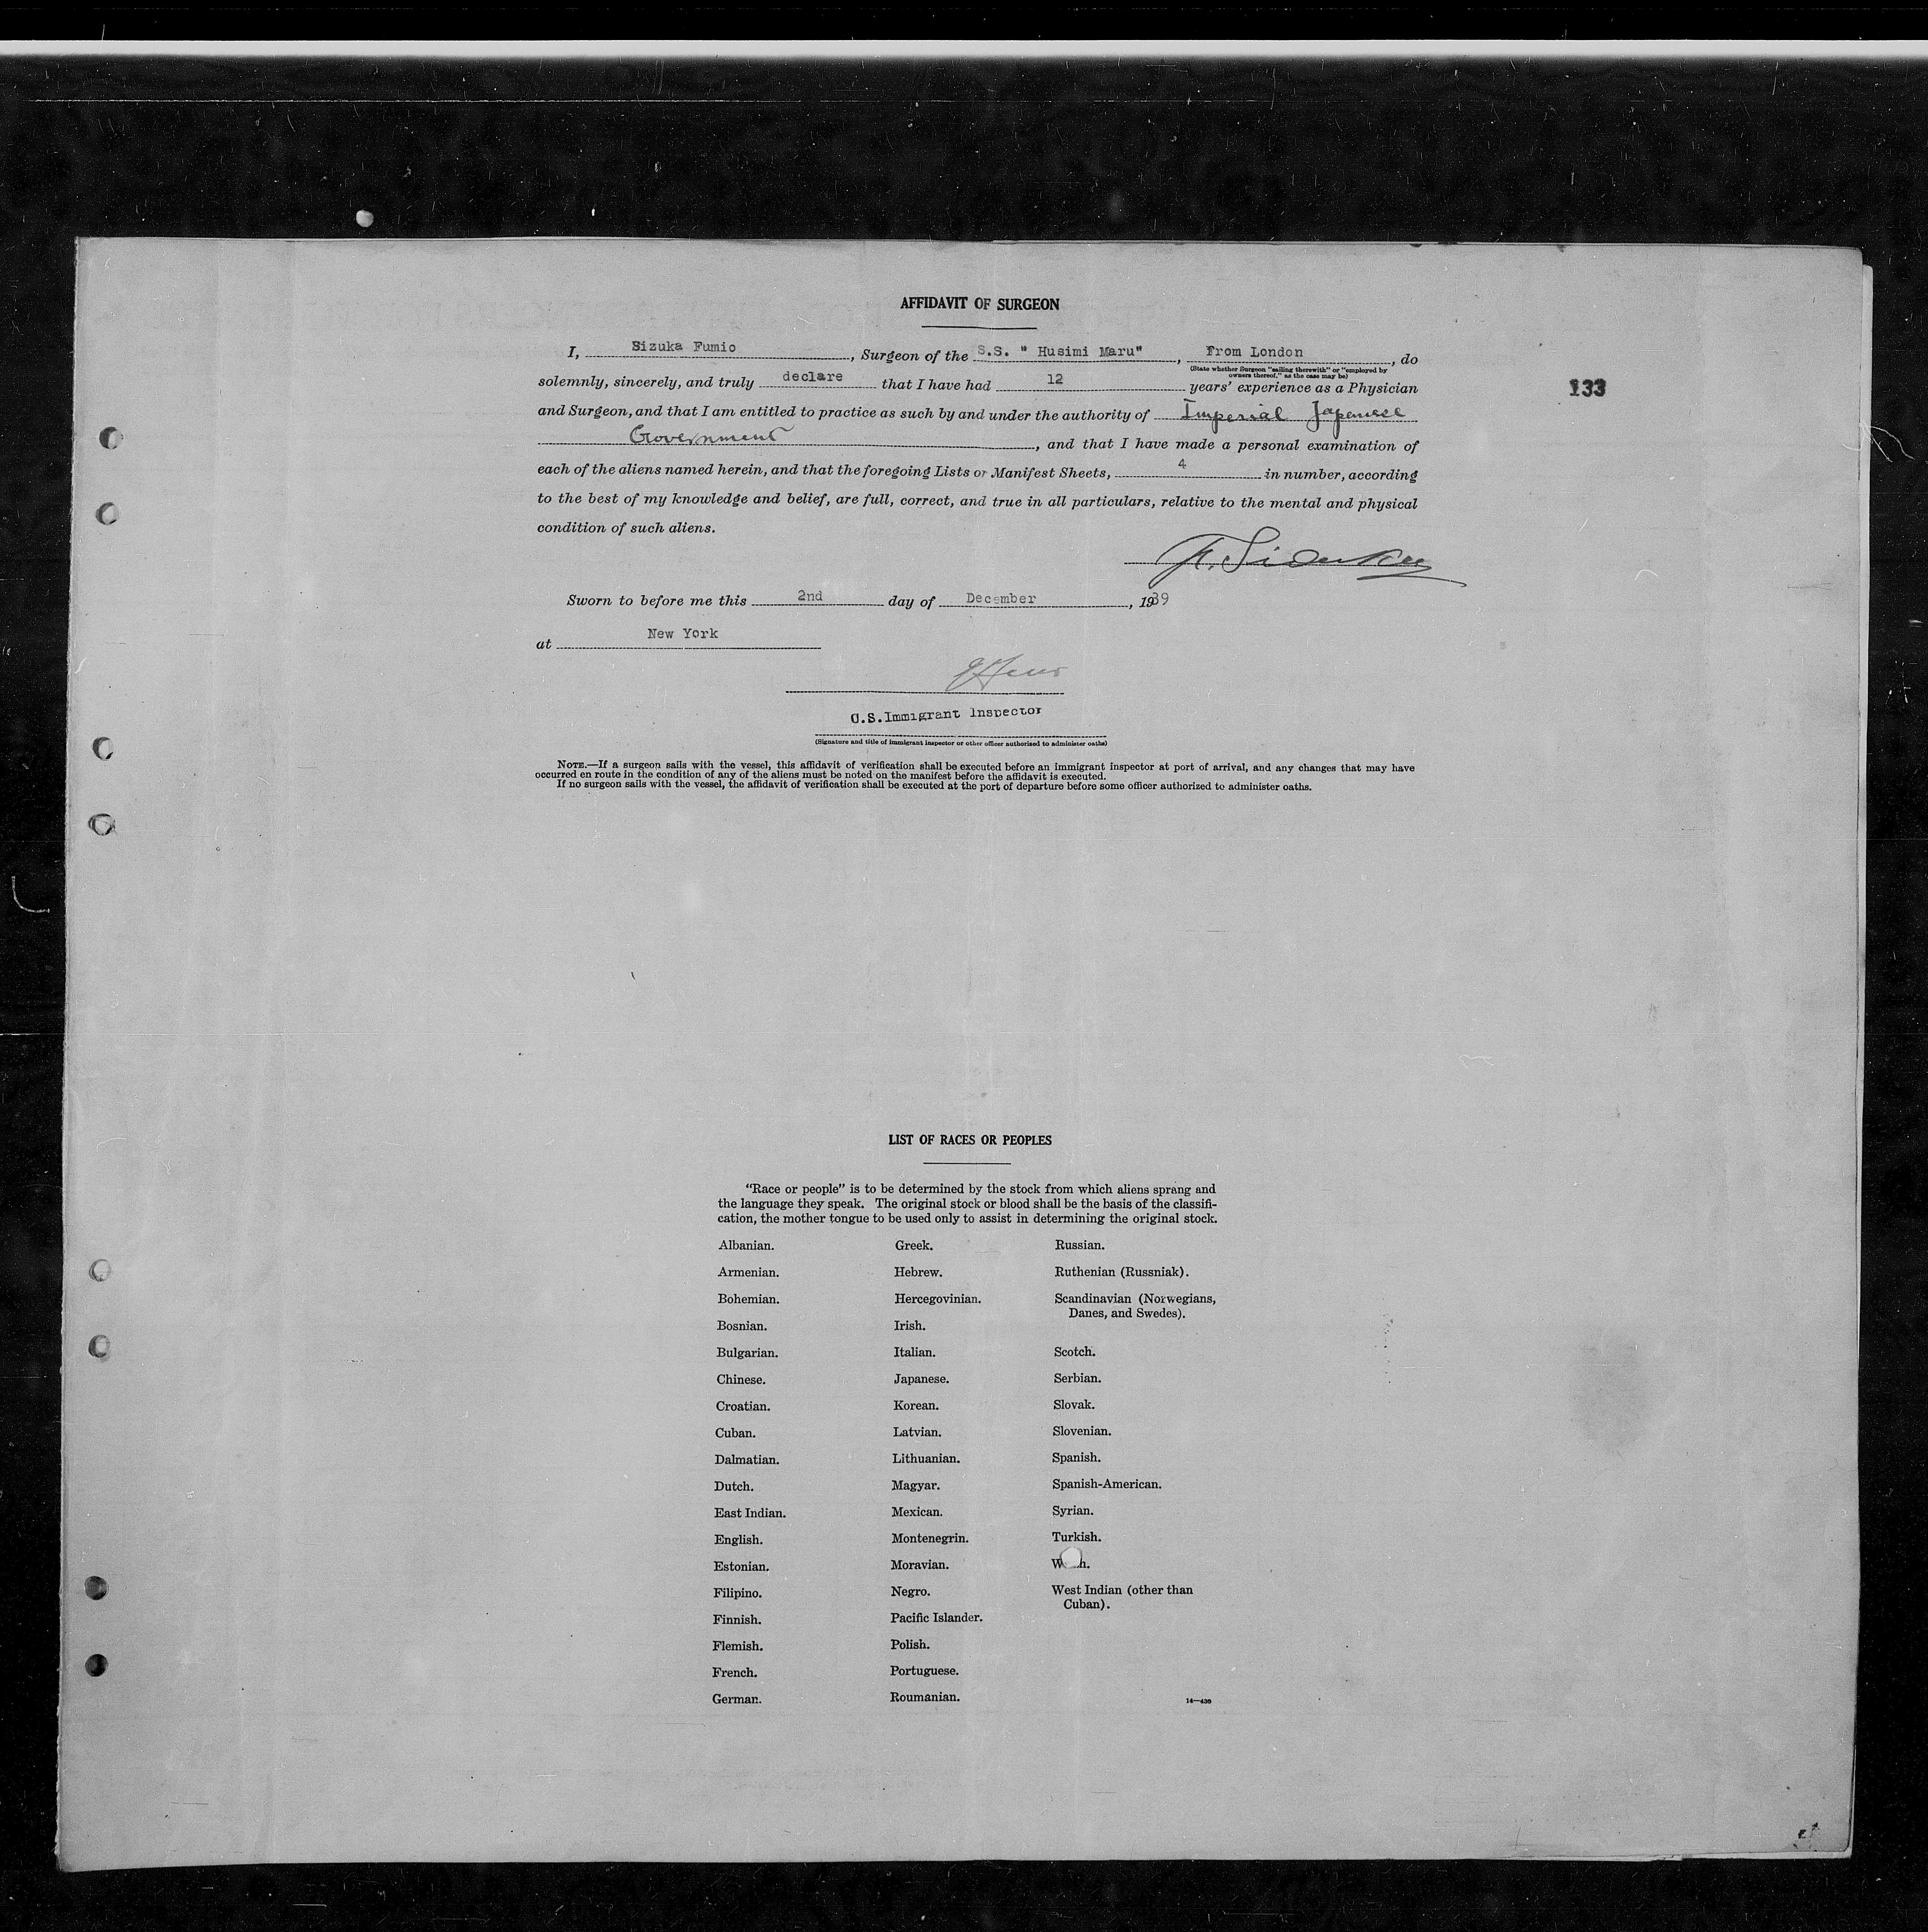 AFFIDAVIT OF SURGEON
I, Sizuka Fumio, Surgeon of the S.S. " Husimi Maru", From London, do
(State whether Surgeon "sailing therewith" or "employed by
owners thereof," as the case may be)
solemnly, sincerely, and truly declare that I have had 12 years' experience as a Physician
133
and Surgeon, and that I am entitled to practice as such by and under the authority of Imperial Japanese
Government, and that I have made a personal examination of
each of the aliens named herein, and that the foregoing Lists or Manifest Sheets, 4 in number, according
to the best of my knowledge and belief, are full, correct, and true in all particulars, relative to the mental and physical
condition of such aliens.
Sworn to before me this 2nd day of December, 1939
at New York
U.S.Immigrant Inspector
(Signature and title of immigrant inspector or other officer authorized to administer oaths)
NOTE.—If a surgeon sails with the vessel, this affidavit of verification shall be executed before an immigrant inspector at port of arrival, and any changes that may have
occurred en route in the condition of any of the aliens must be noted on the manifest before the affidavit is executed.
If no surgeon sails with the vessel, the affidavit of verification shall be executed at the port of departure before some officer authorized to administer oaths.
LIST OF RACES OR PEOPLES
"Race or people" is to be determined by the stock from which aliens sprang and
the language they speak. The original stock or blood shall be the basis of the classifi-
cation, the mother tongue to be used only to assist in determining the original stock.
Albanian.
Armenian.
Bohemian.
Bosnian.
Bulgarian.
Chinese.
Croatian.
Cuban.
Dalmatian.
Dutch.
East Indian.
English.
Estonian.
Filipino.
Finnish.
Flemish.
French.
German.
Greek.
Hebrew.
Hercegovinian.
Irish.
Italian.
Japanese.
Korean.
Latvian.
Lithuanian.
Magyar.
Mexican.
Montenegrin.
Moravian.
Negro.
Pacific Islander.
Polish.
Portuguese.
Roumanian.
Russian.
Ruthenian (Russniak).
Scandinavian (Norwegians,
Danes, and Swedes).
Scotch.
Serbian.
Slovak.
Slovenian.
Spanish.
Spanish-American.
Syrian.
Turkish.
West Indian (other than
Cuban).
14—430